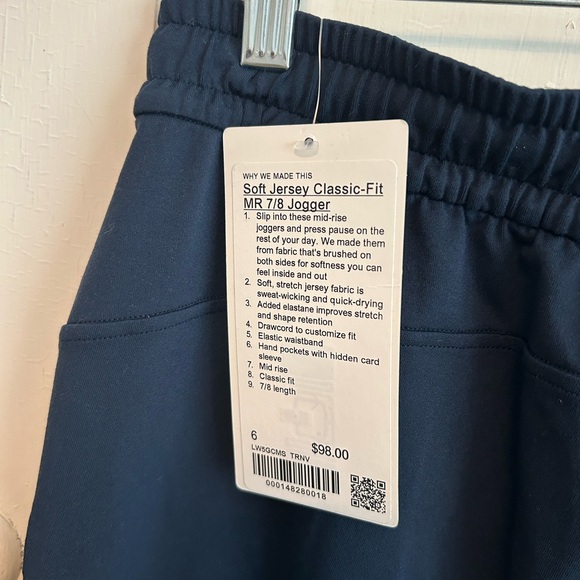 WHY WE MADE THIS
Soft Jersey Classic-Fit
MR 7/8 Jogger
1. Slip into these mid-rise
joggers and press pause on the
rest of your day. We made them
from fabric that's brushed on
both sides for softness you can
feel inside and out
2. Soft, stretch jersey fabric is
sweat-wicking and quick-drying
3. Added elastane improves stretch
and shape retention
4. Drawcord to customize fit
5. Elastic waistband
6. Hand pockets with hidden card
sleeve
7. Mid rise
8. Classic fit
9. 7/8 length
6 $98.00
LW5GCMS TRNV
000148280018